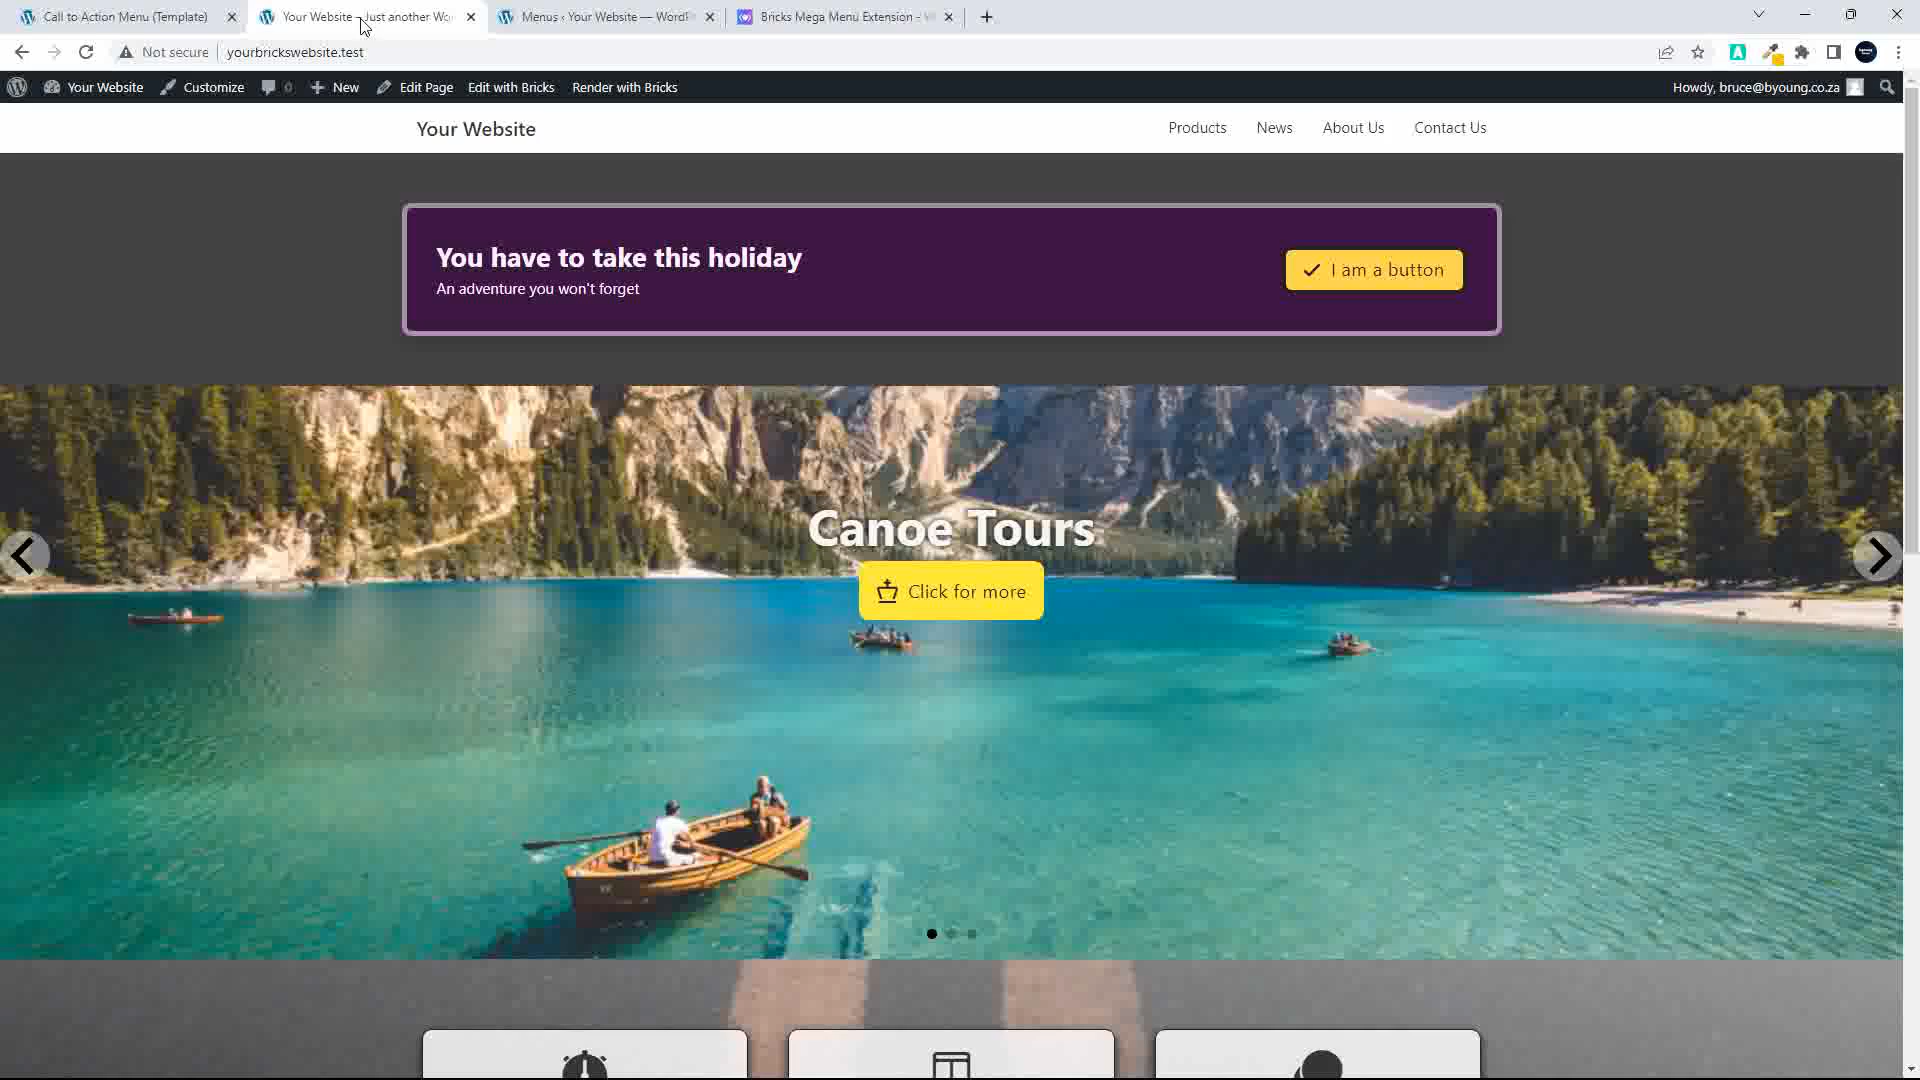 Call to Action Menu (Template)
Your Website – Just another Wo
Menus ‹ Your Website — WordP
Bricks Mega Menu Extension -
Not secure
yourbrickswebsite.test
Your Website
Customize
0
New
Edit Page
Edit with Bricks
Render with Bricks
Howdy, bruce@byoung.co.za
Your Website
Products
News
About Us
Contact Us
You have to take this holiday
An adventure you won't forget
I am a button
Canoe Tours
Click for more